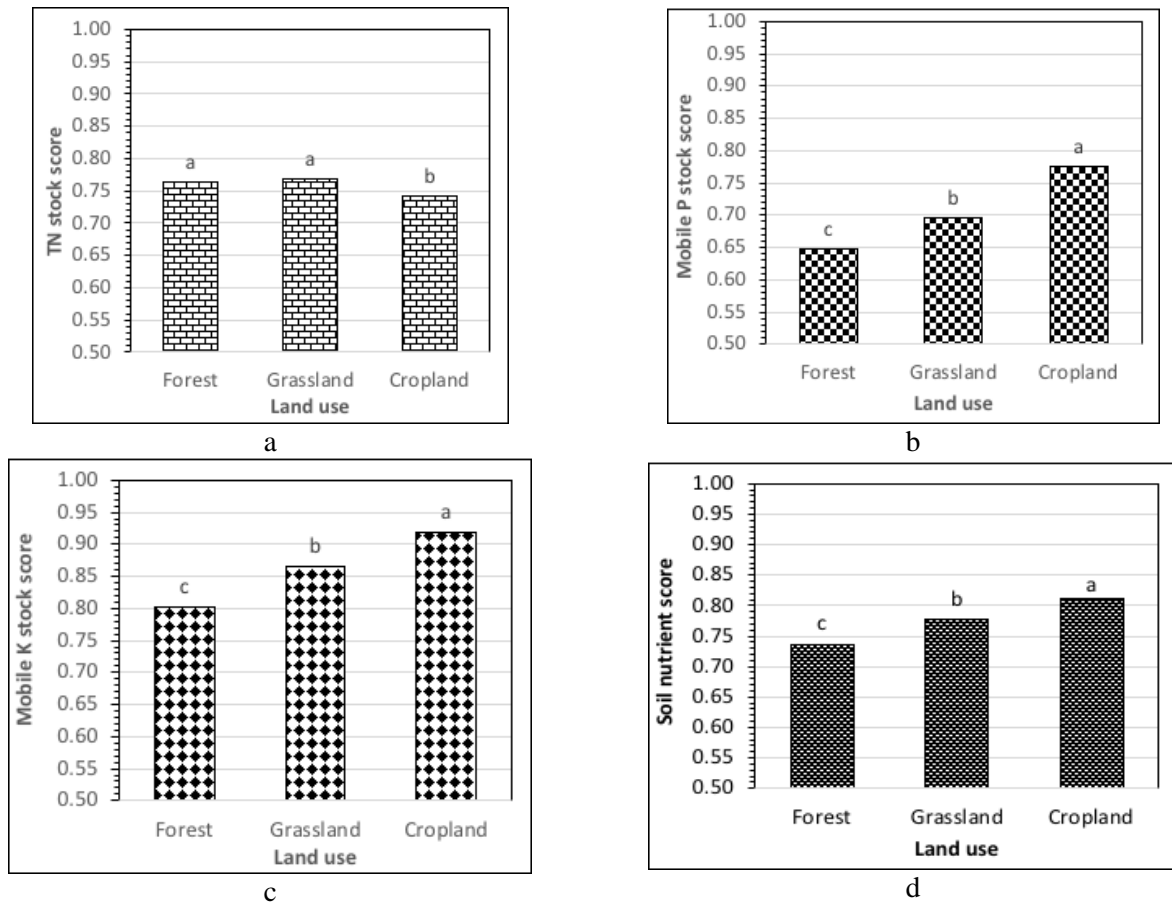 TN stock score
1.00
0.95
0.90
0.85
0.80
0.75
0.70
0.65
0.60
0.55
0.50
a
a
b
Forest Grassland Cropland
Land use
a
Mobile P stock score
1.00
0.95
0.90
0.85
0.80
0.75
0.70
0.65
0.60
0.55
0.50
c
b
a
Forest Grassland Cropland
Land use
b
Mobile K stock score
1.00
0.95
0.90
0.85
0.80
0.75
0.70
0.65
0.60
0.55
0.50
c
b
a
Forest Grassland Cropland
Land use
c
Soil nutrient score
1.00
0.95
0.90
0.85
0.80
0.75
0.70
0.65
0.60
0.55
0.50
c
b
a
Forest Grassland Cropland
Land use
d